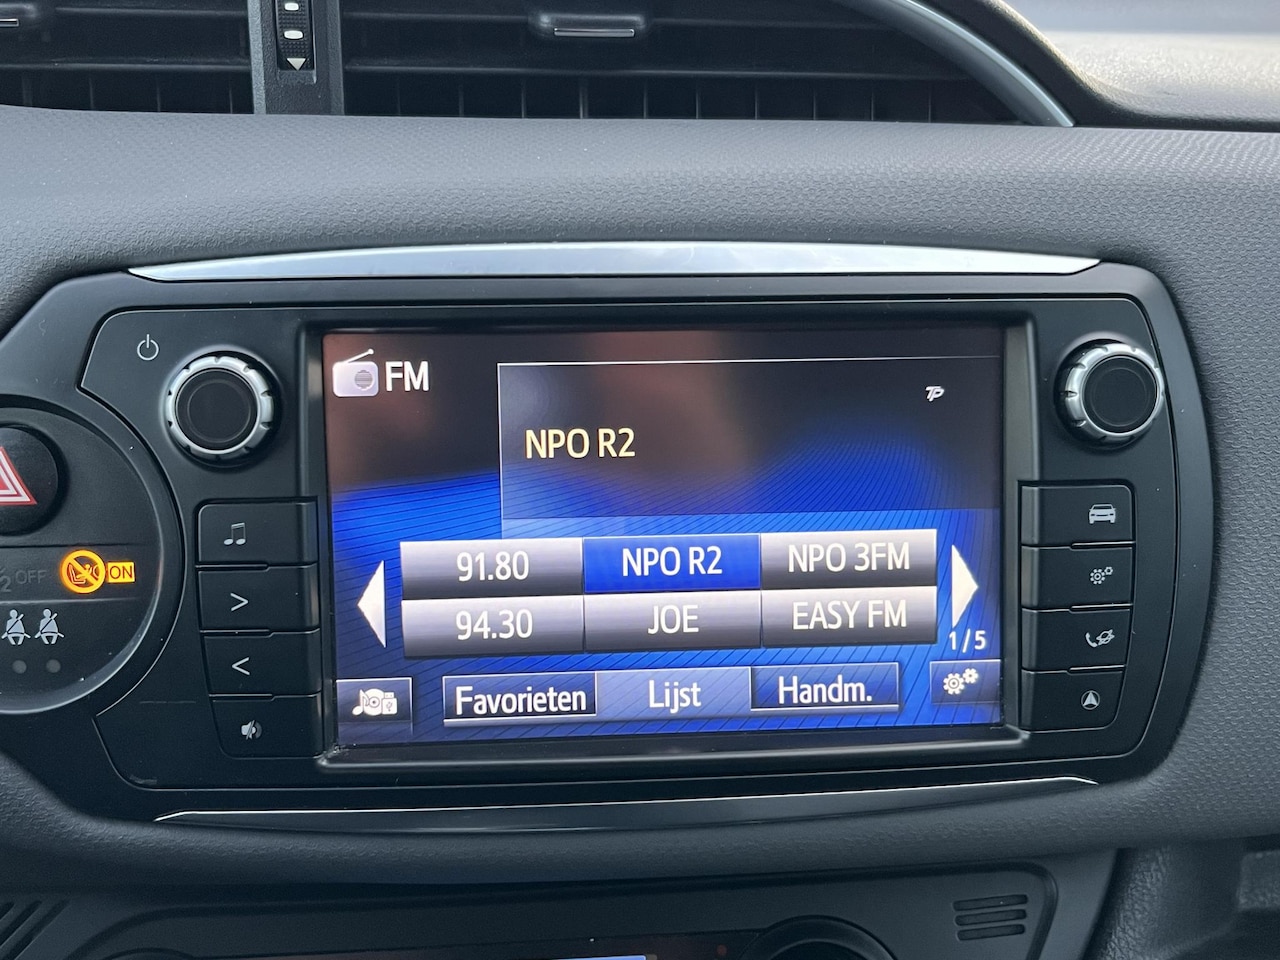 FM
TP
NPO R2
91.80 NPO R2 NPO 3FM
94.30 JOE EASY FM
1/5
Favorieten Lijst Handm.
2 OFF ON